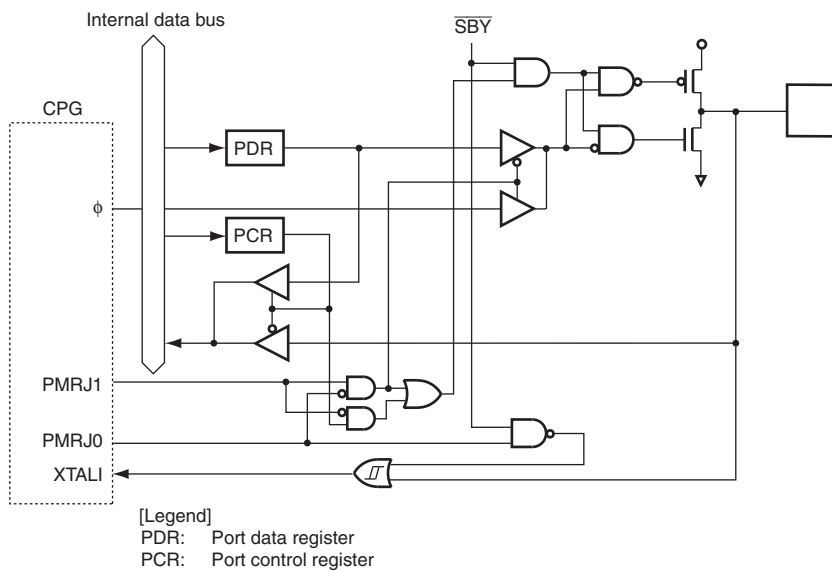 Internal data bus
SBY
CPG
PDR
ϕ
PCR
PMRJ1
PMRJ0
XTALI
[Legend]
PDR: Port data register
PCR: Port control register